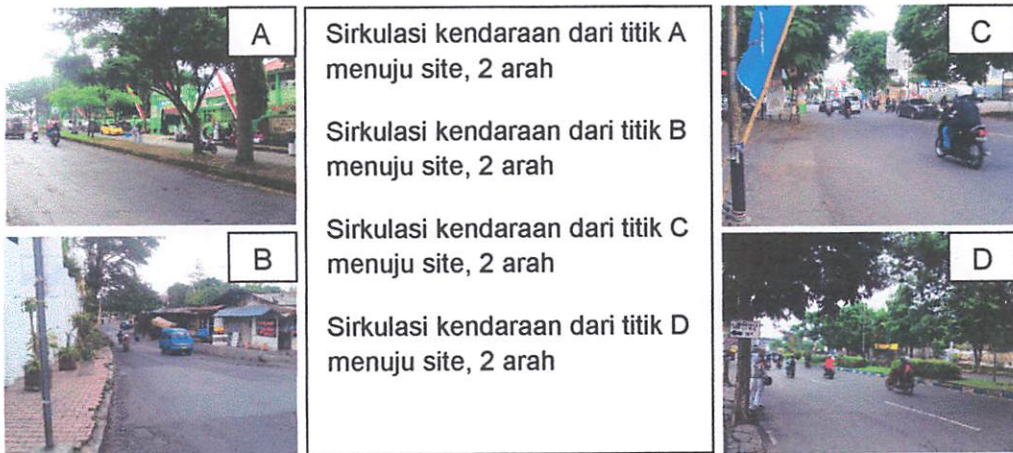 A
Sirkulasi kendaraan dari titik A
menuju site, 2 arah
Sirkulasi kendaraan dari titik B
menuju site, 2 arah
Sirkulasi kendaraan dari titik C
menuju site, 2 arah
Sirkulasi kendaraan dari titik D
menuju site, 2 arah
C
B
D